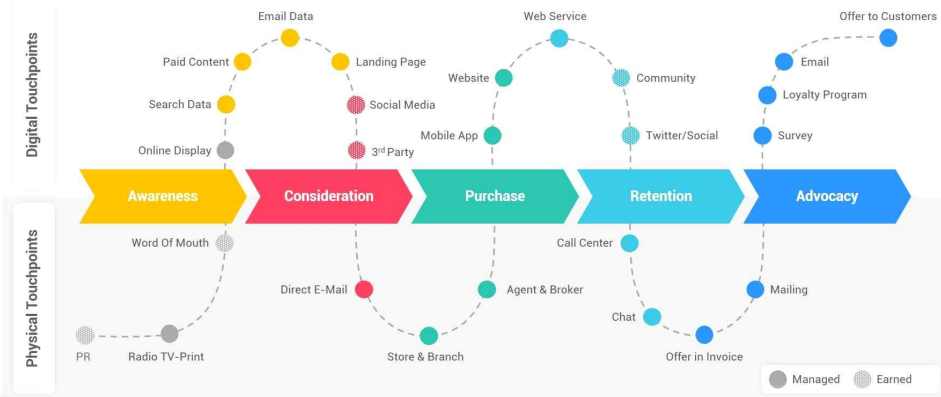 Digital Touchpoints
Email Data
Web Service
Offer to Customers
Paid Content
Landing Page
Website
Community
Email
Search Data
Social Media
Loyalty Program
Online Display
3rd Party
Mobile App
Twitter/Social
Survey
Awareness
Consideration
Purchase
Retention
Advocacy
Physical Touchpoints
Word Of Mouth
Call Center
Direct E-Mail
Agent & Broker
Mailing
Chat
PR
Radio TV-Print
Store & Branch
Offer in Invoice
Managed
Earned